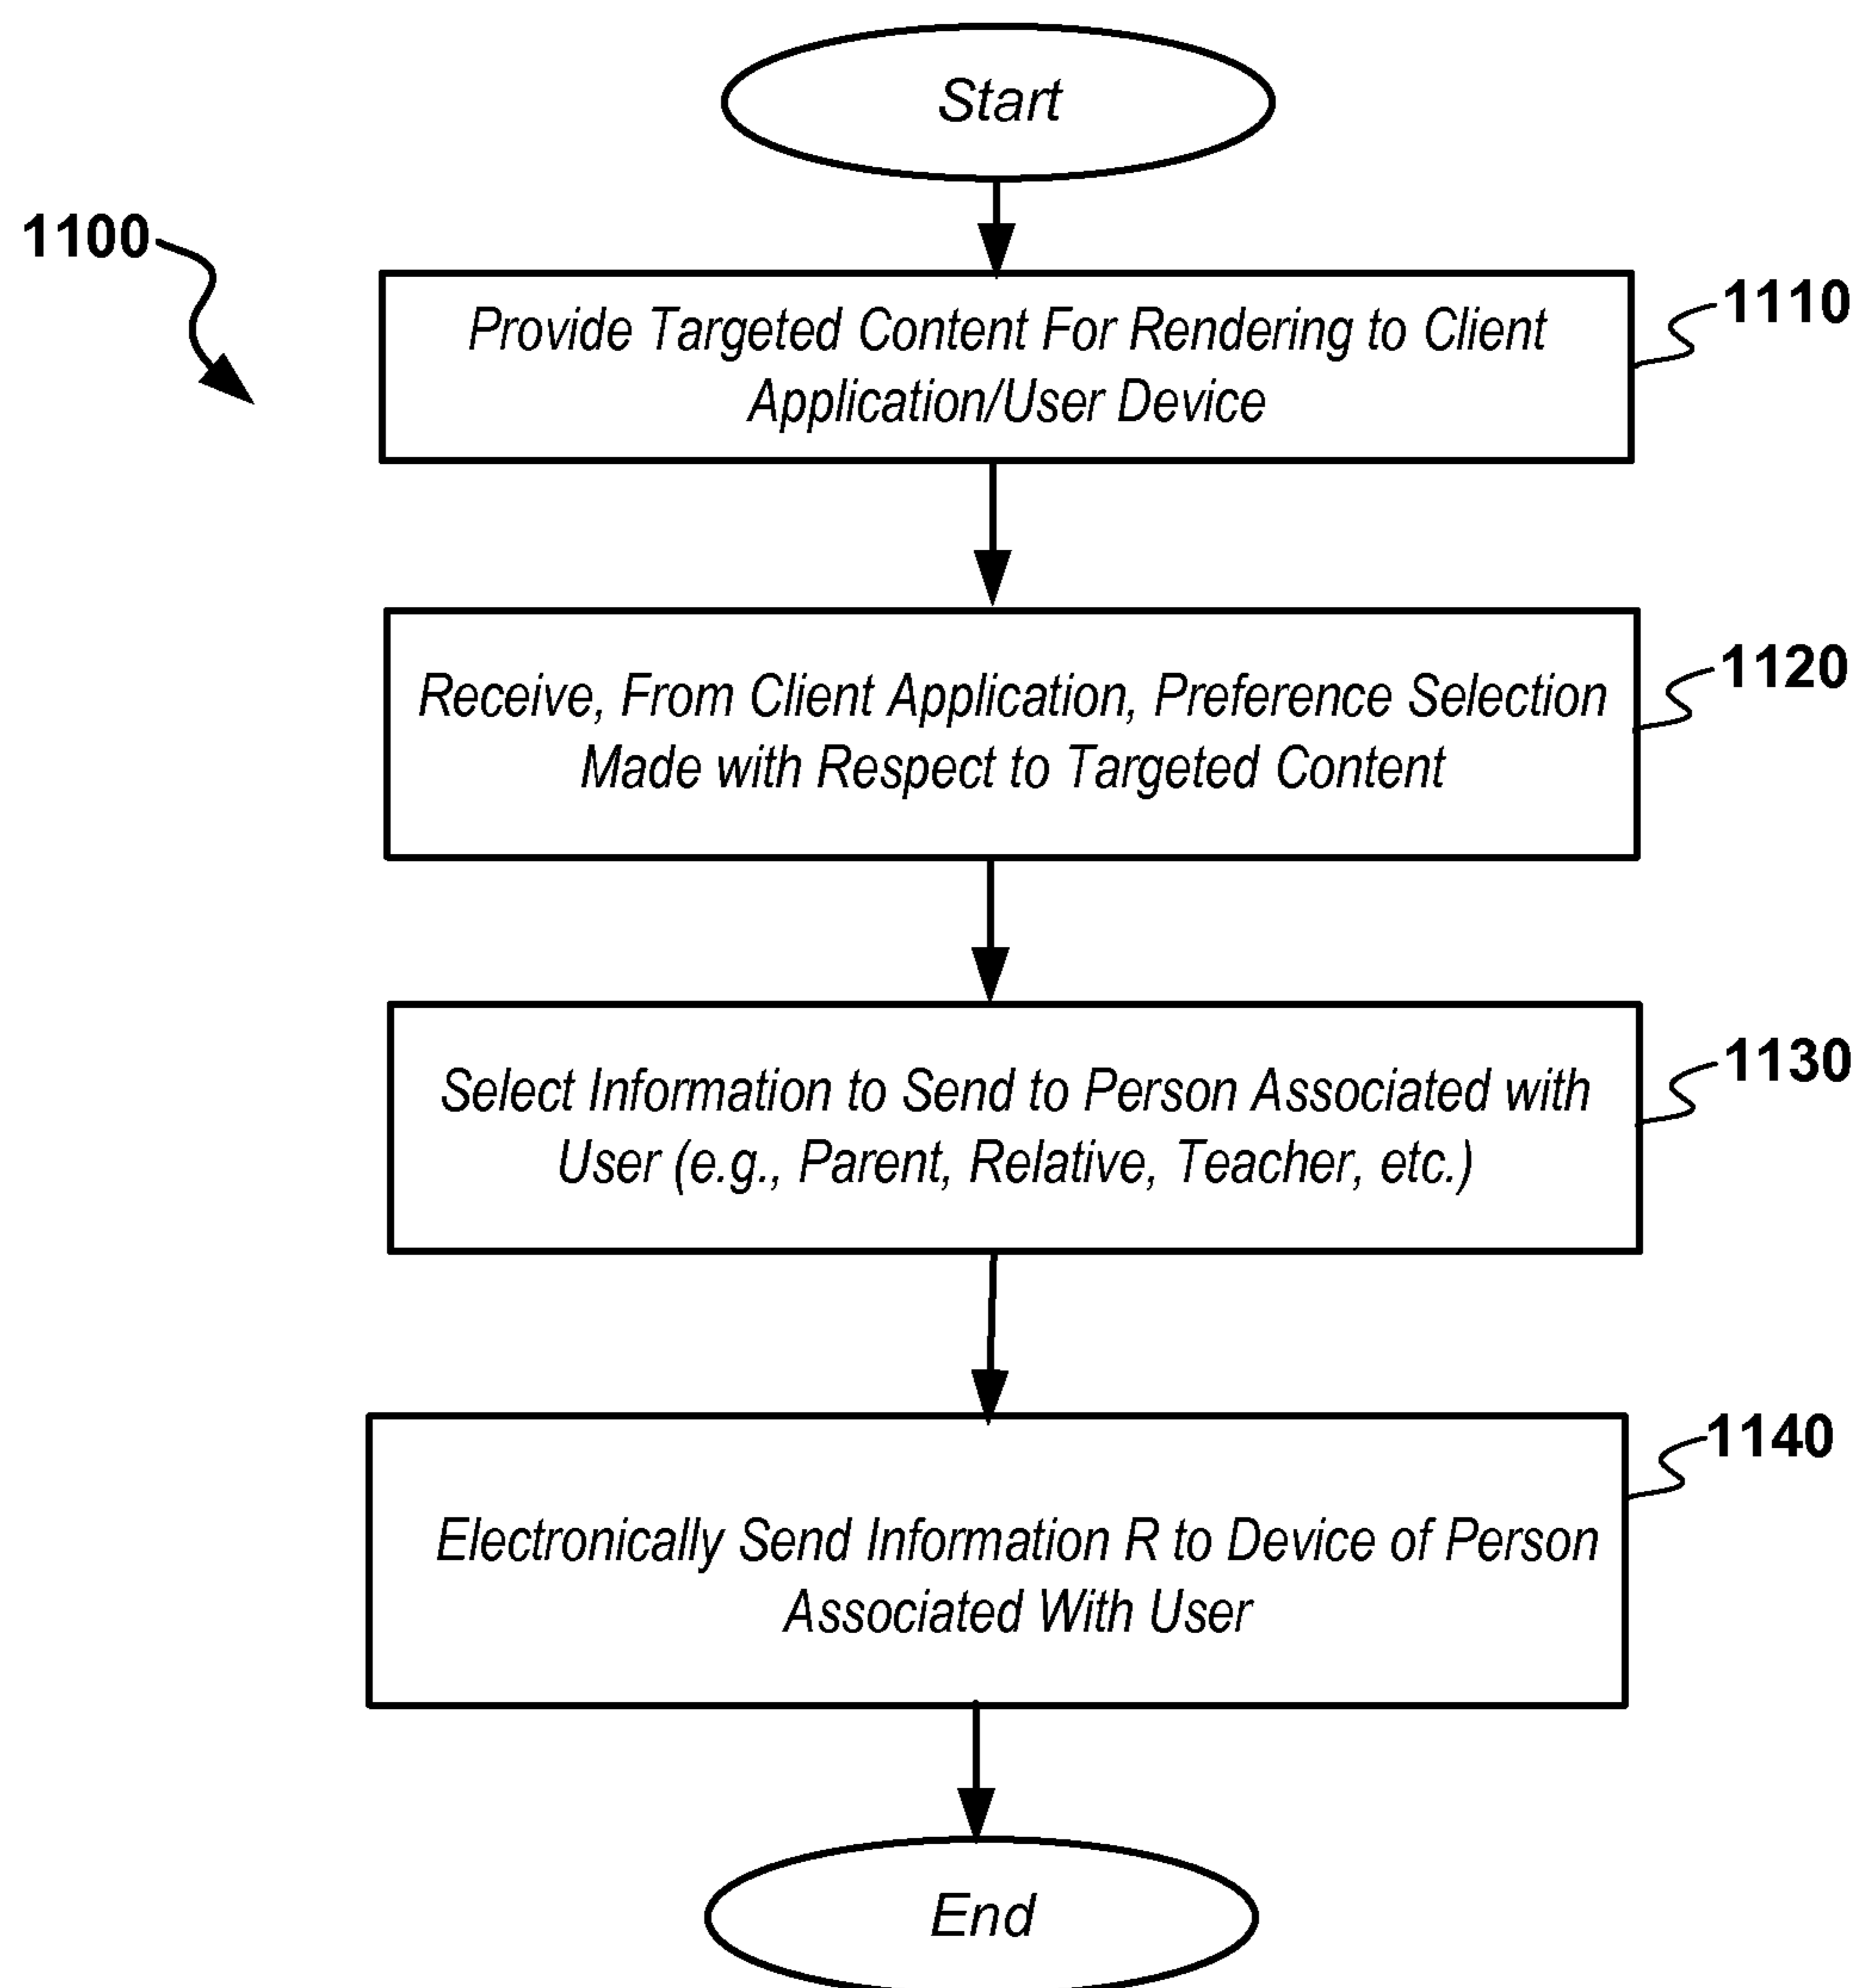 Start
1100
Provide Targeted Content For Rendering to Client
Application/User Device
1110
Receive, From Client Application, Preference Selection
Made with Respect to Targeted Content
1120
Select Information to Send to Person Associated with
User (e.g., Parent, Relative, Teacher, etc.)
1130
Electronically Send Information R to Device of Person
Associated With User
1140
End